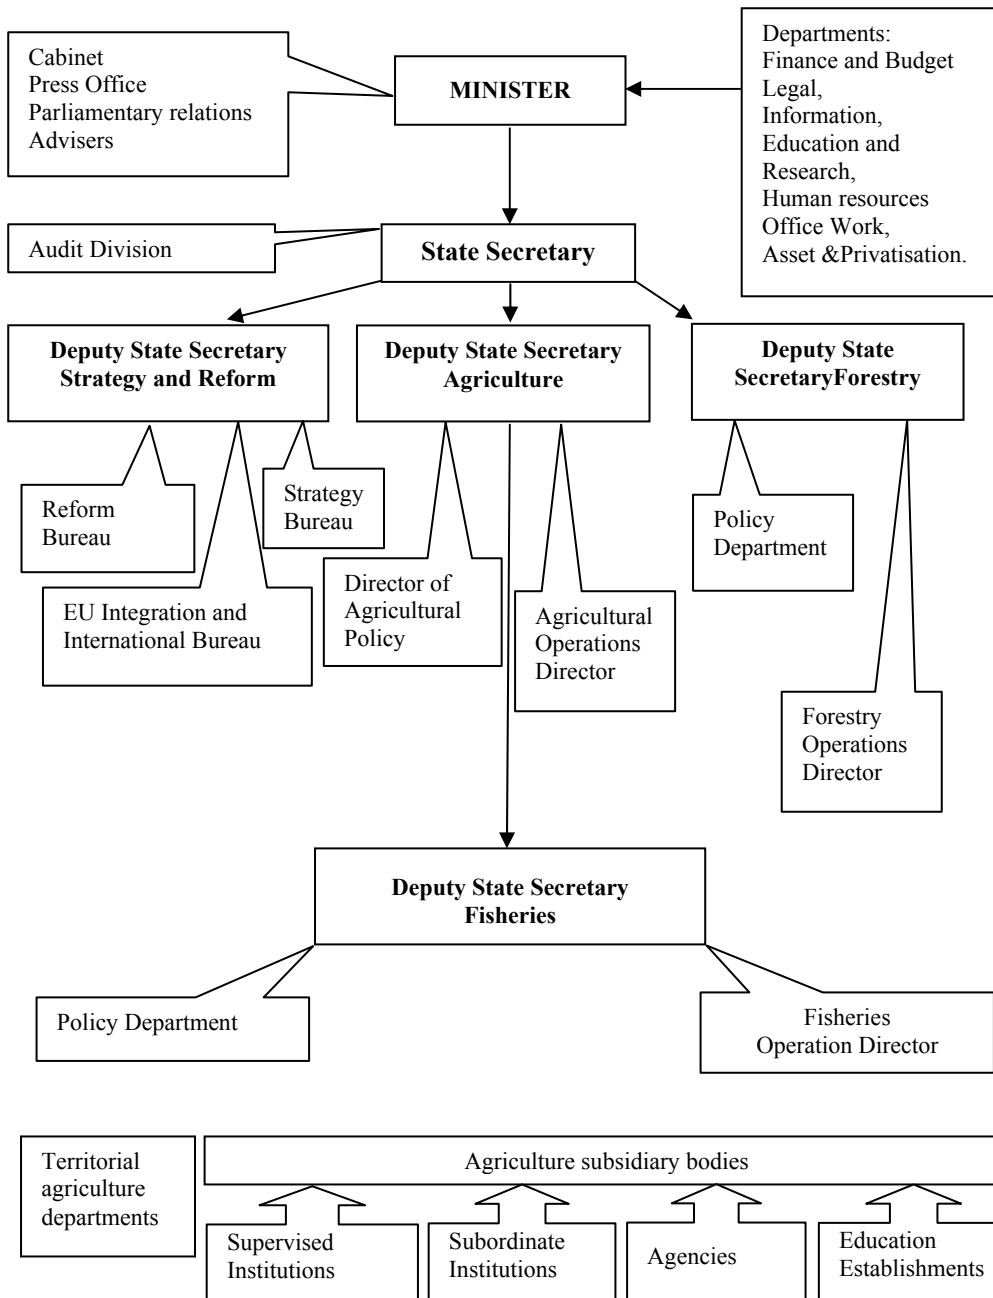 Cabinet
Press Office
Parliamentary relations
Advisers
MINISTER
Departments:
Finance and Budget
Legal,
Information,
Education and
Research,
Human resources
Office Work,
Asset &Privatisation.
Audit Division
State Secretary
Deputy State Secretary
Strategy and Reform
Deputy State Secretary
Agriculture
Deputy State
SecretaryForestry
Reform
Bureau
EU Integration and
International Bureau
Strategy
Bureau
Director of
Agricultural
Policy
Agricultural
Operations
Director
Policy
Department
Forestry
Operations
Director
Deputy State Secretary
Fisheries
Policy Department
Fisheries
Operation Director
Territorial
agriculture
departments
Agriculture subsidiary bodies
Supervised
Institutions
Subordinate
Institutions
Agencies
Education
Establishments